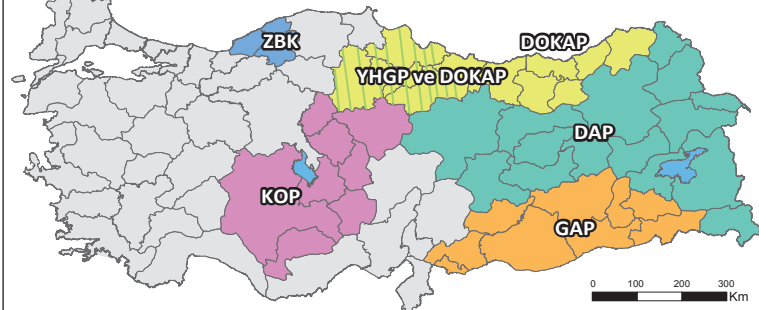 ZBK
DOKAP
YHGP ve DOKAP
DAP
KOP
GAP
0 100 200 300
Km